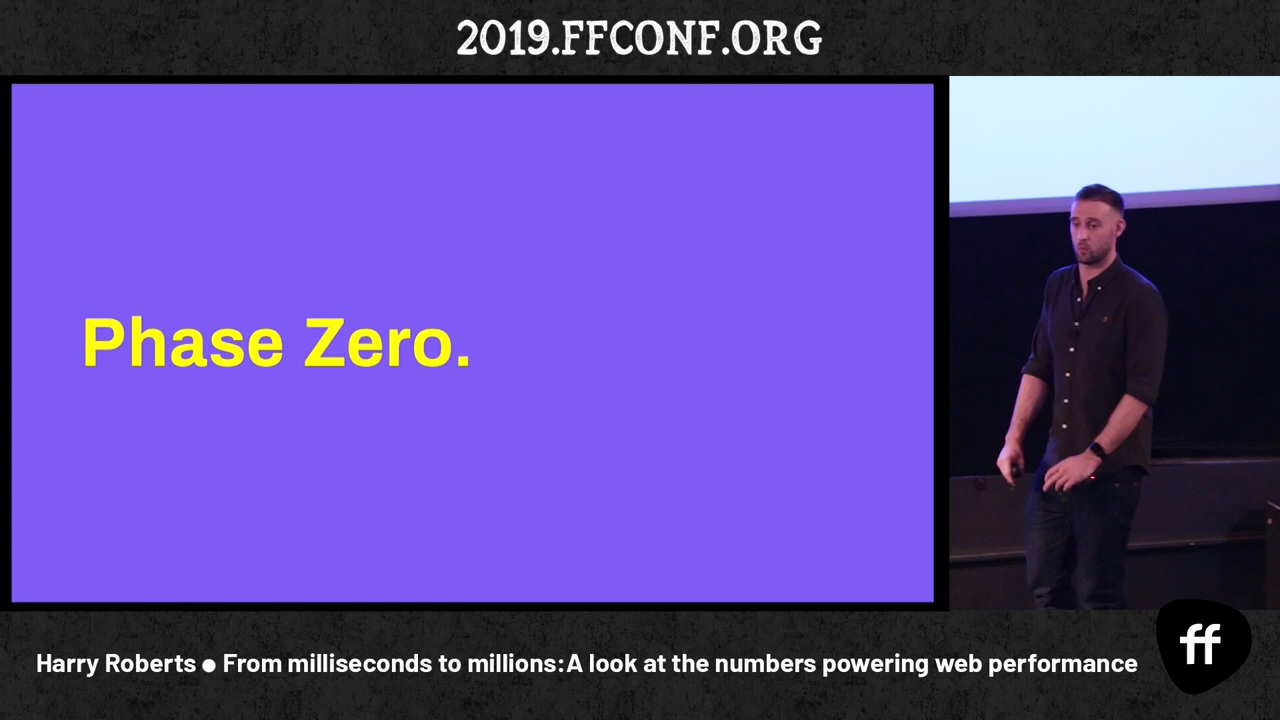 2019.FFCONF.ORG
Phase Zero.
Harry Roberts ● From milliseconds to millions:A look at the numbers powering web performance
ff